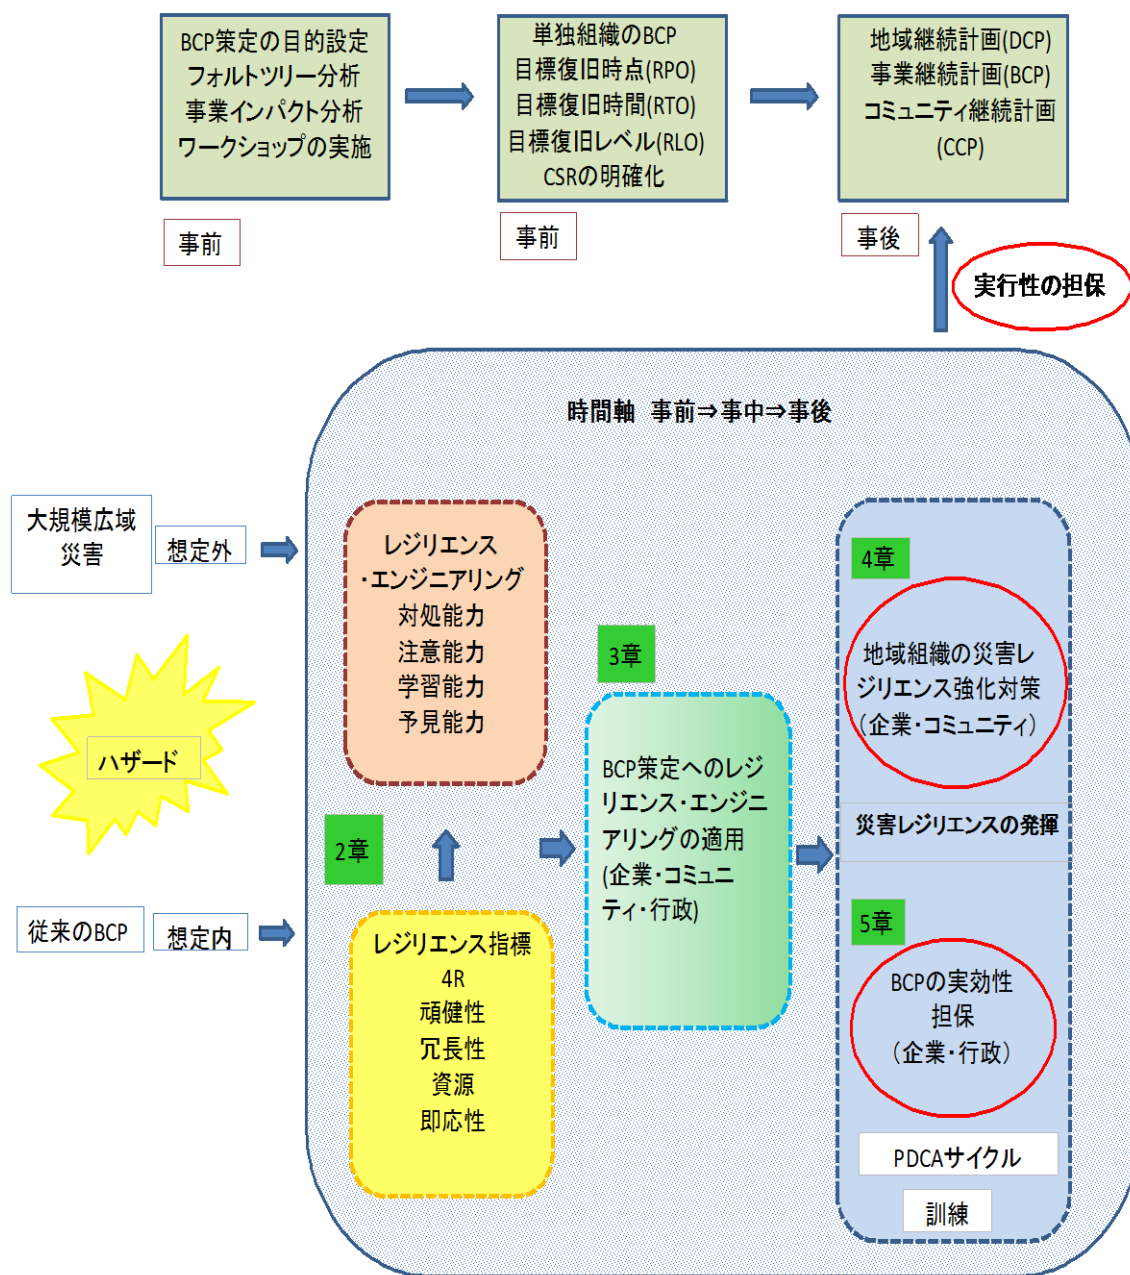 BCP策定の目的設定
フォルトツリー分析
事業インパクト分析
ワークショップの実施
事前
単独組織のBCP
目標復旧時点(RPO)
目標復旧時間(RTO)
目標復旧レベル(RLO)
CSRの明確化
事前
地域継続計画(DCP)
事業継続計画(BCP)
コミュニティ継続計画
(CCP)
事後
実行性の担保
時間軸 事前⇒事中⇒事後
大規模広域
災害
想定外
ハザード
従来のBCP
想定内
レジリエンス
・エンジニアリング
対処能力
注意能力
学習能力
予見能力
2章
レジリエンス指標
4R
頑健性
冗長性
資源
即応性
3章
BCP策定へのレジ
リエンス・エンジニ
アリングの適用
(企業・コミュニ
ティ・行政)
4章
地域組織の災害レ
ジリエンス強化対策
（企業・コミュニティ）
災害レジリエンスの発揮
5章
BCPの実効性
担保
（企業・行政）
PDCAサイクル
訓練